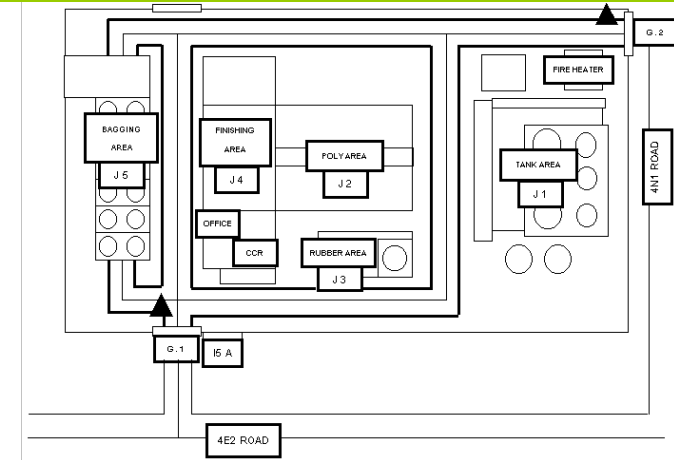 G.2
FIRE HEATER
BAGGING
AREA
J 5
FINISHING
AREA
J 4
POLY AREA
J 2
TANK AREA
J 1
4N1 ROAD
OFFICE
CCR
RUBBER AREA
J 3
G.1
I5 A
4E2 ROAD